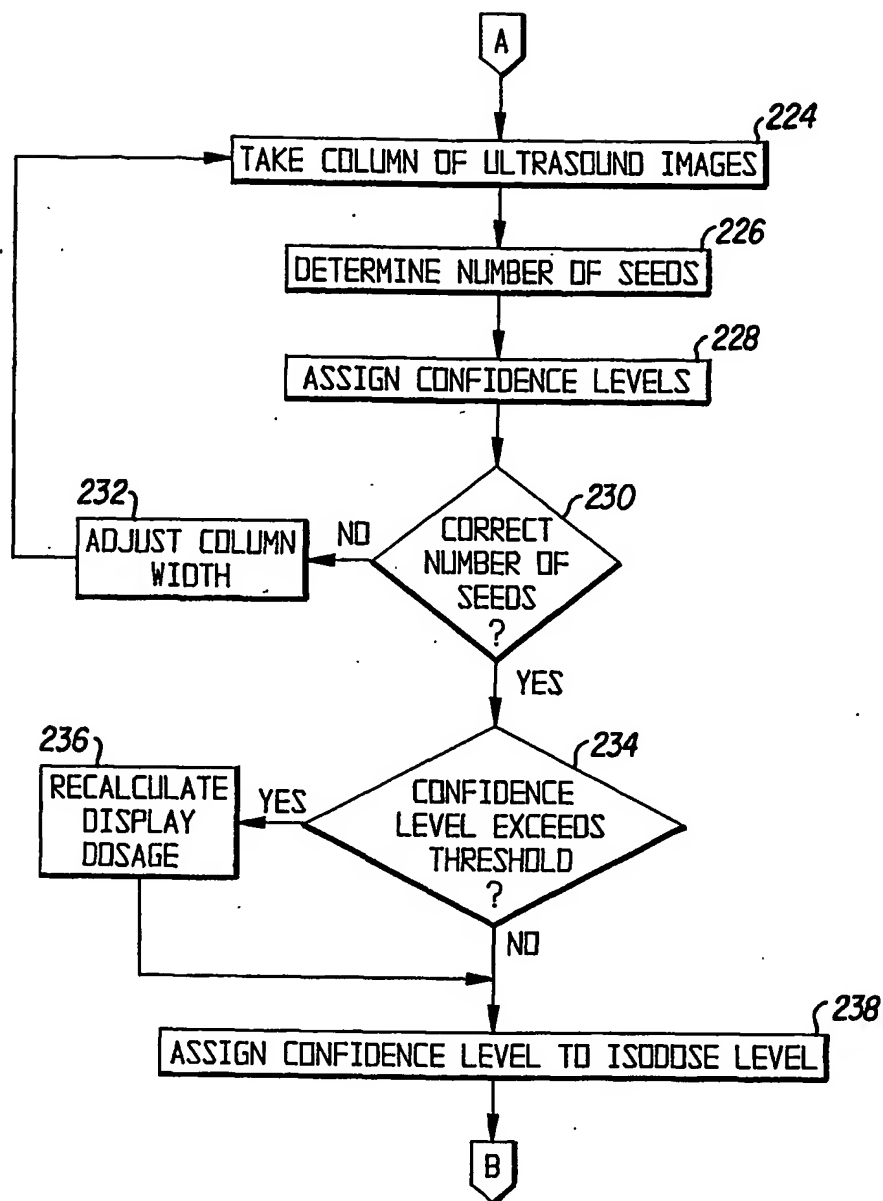 A
224
TAKE COLUMN OF ULTRASOUND IMAGES
226
DETERMINE NUMBER OF SEEDS
228
ASSIGN CONFIDENCE LEVELS
230
CORRECT
NUMBER OF
SEEDS
?
NO
232
ADJUST COLUMN
WIDTH
YES
234
CONFIDENCE
LEVEL EXCEEDS
THRESHOLD
?
YES
236
RECALCULATE
DISPLAY
DOSAGE
NO
238
ASSIGN CONFIDENCE LEVEL TO ISODOSE LEVEL
B